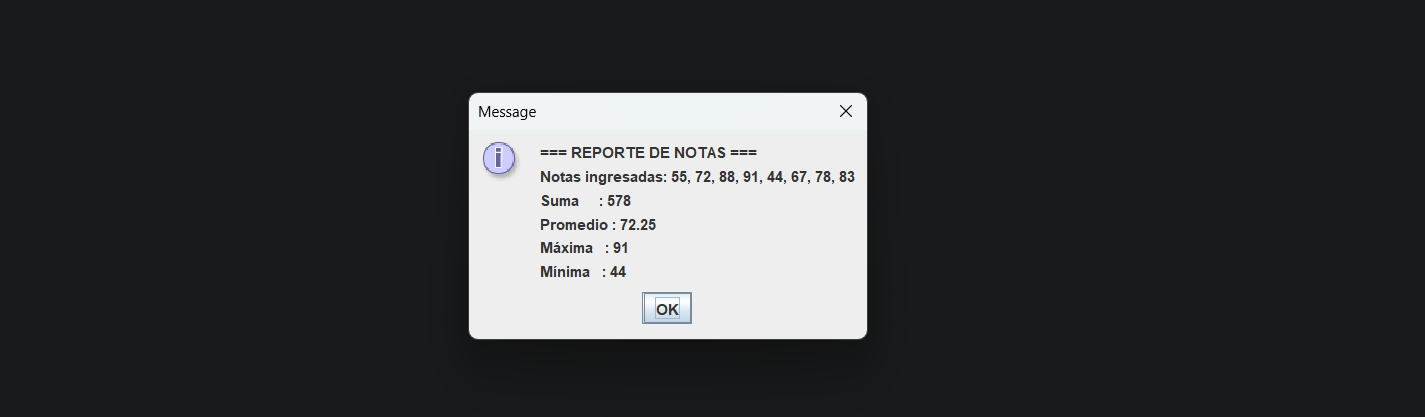 Message
=== REPORTE DE NOTAS ===
Notas ingresadas: 55, 72, 88, 91, 44, 67, 78, 83
Suma     : 578
Promedio : 72.25
Máxima   : 91
Mínima   : 44
OK